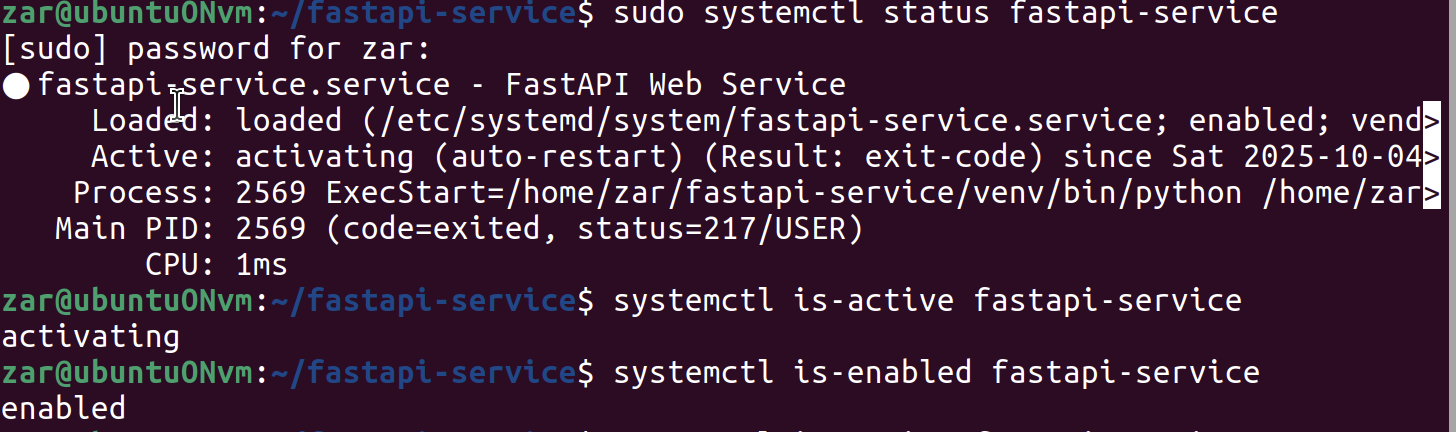 zar@ubuntuONvm:~/fastapi-service$ sudo systemctl status fastapi-service
[sudo] password for zar:
● fastapi-service.service - FastAPI Web Service
Loaded: loaded (/etc/systemd/system/fastapi-service.service; enabled; vend>
Active: activating (auto-restart) (Result: exit-code) since Sat 2025-10-04>
Process: 2569 ExecStart=/home/zar/fastapi-service/venv/bin/python /home/zar>
Main PID: 2569 (code=exited, status=217/USER)
CPU: 1ms
zar@ubuntuONvm:~/fastapi-service$ systemctl is-active fastapi-service
activating
zar@ubuntuONvm:~/fastapi-service$ systemctl is-enabled fastapi-service
enabled